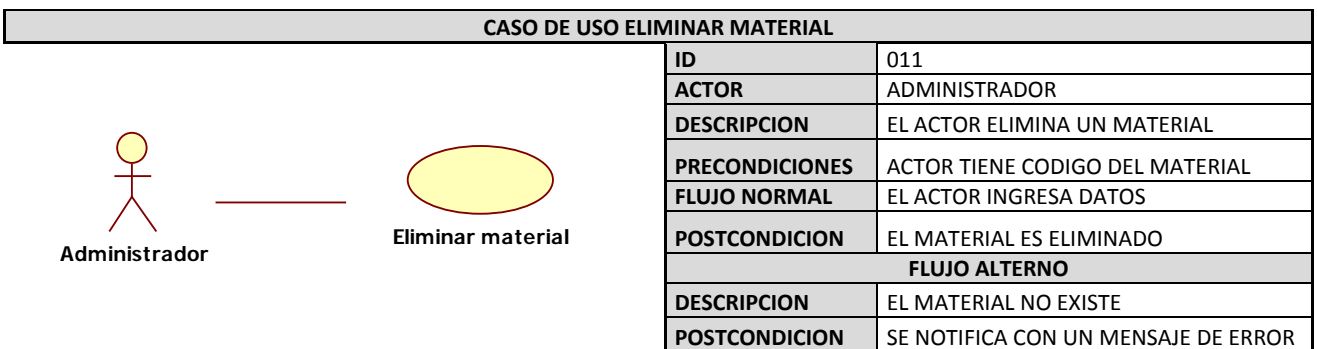 CASO DE USO ELIMINAR MATERIAL
ID 011
ACTOR ADMINISTRADOR
DESCRIPCION EL ACTOR ELIMINA UN MATERIAL
PRECONDICIONES ACTOR TIENE CODIGO DEL MATERIAL
FLUJO NORMAL EL ACTOR INGRESA DATOS
POSTCONDICION EL MATERIAL ES ELIMINADO
FLUJO ALTERNO
DESCRIPCION EL MATERIAL NO EXISTE
POSTCONDICION SE NOTIFICA CON UN MENSAJE DE ERROR
Administrador
Eliminar material